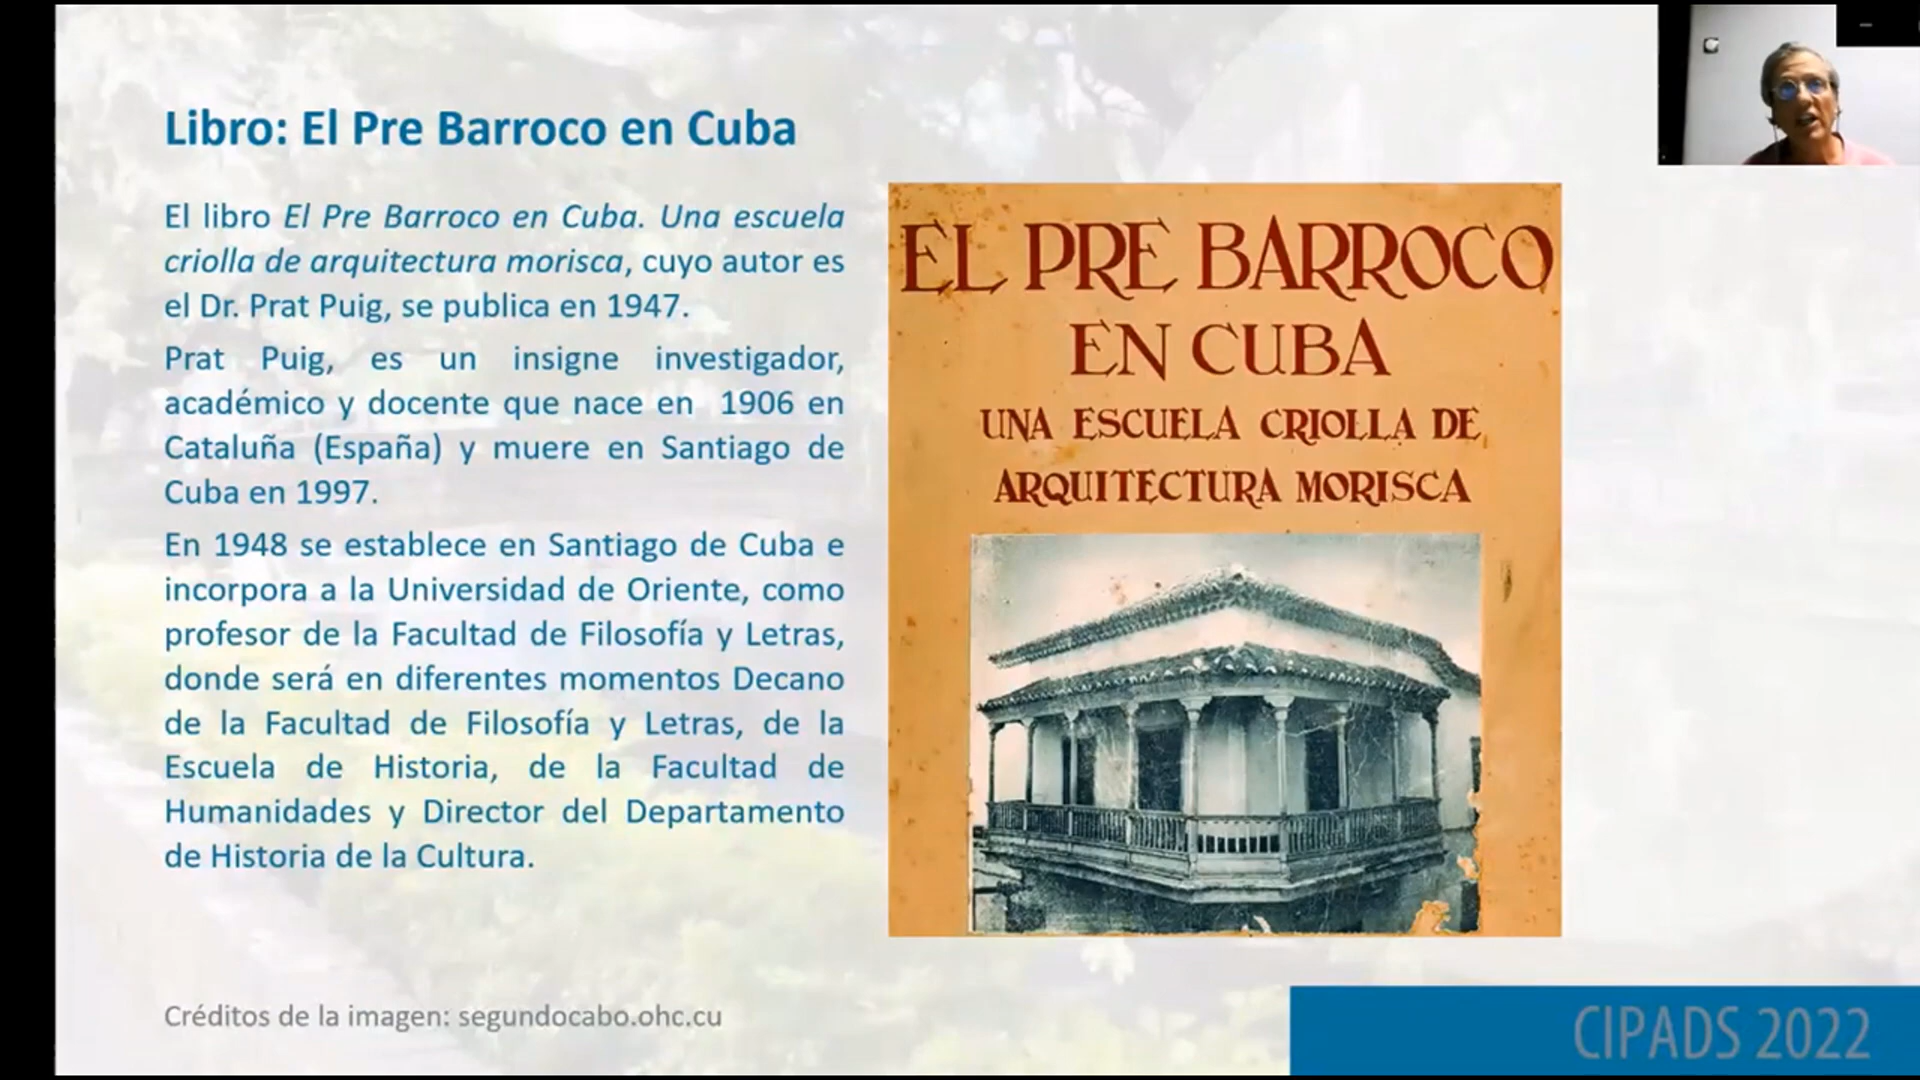 Libro: El Pre Barroco en Cuba
El libro El Pre Barroco en Cuba. Una escuela
criolla de arquitectura morisca, cuyo autor es
el Dr. Prat Puig, se publica en 1947.
Prat Puig, es un insigne investigador,
académico y docente que nace en 1906 en
Cataluña (España) y muere en Santiago de
Cuba en 1997.
En 1948 se establece en Santiago de Cuba e
incorpora a la Universidad de Oriente, como
profesor de la Facultad de Filosofía y Letras,
donde será en diferentes momentos Decano
de la Facultad de Filosofía y Letras, de la
Escuela de Historia, de la Facultad de
Humanidades y Director del Departamento
de Historia de la Cultura.
EL PRE BARROCO
EN CUBA
UNA ESCUELA CRIOLLA DE
ARQUITECTURA MORISCA
Créditos de la imagen: segundocabo.ohc.cu
CIPADS 2022